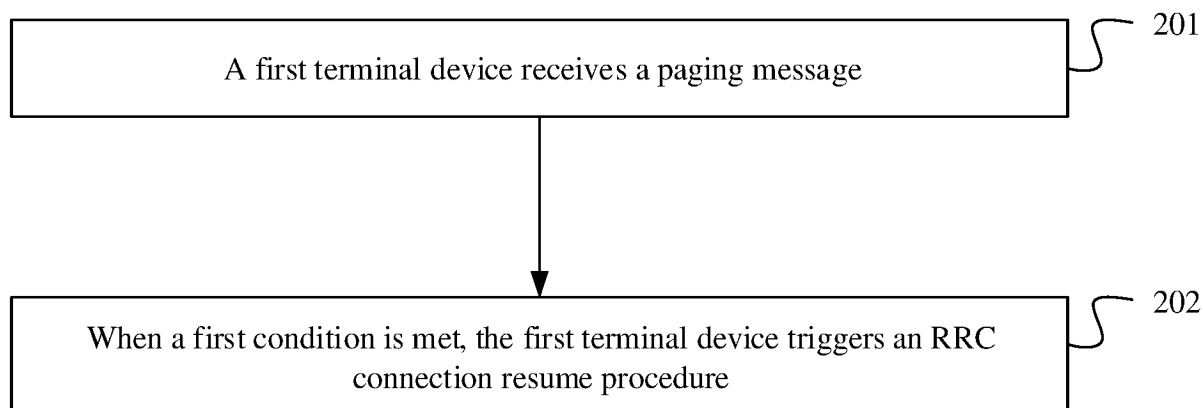 201
A first terminal device receives a paging message
202
When a first condition is met, the first terminal device triggers an RRC
connection resume procedure